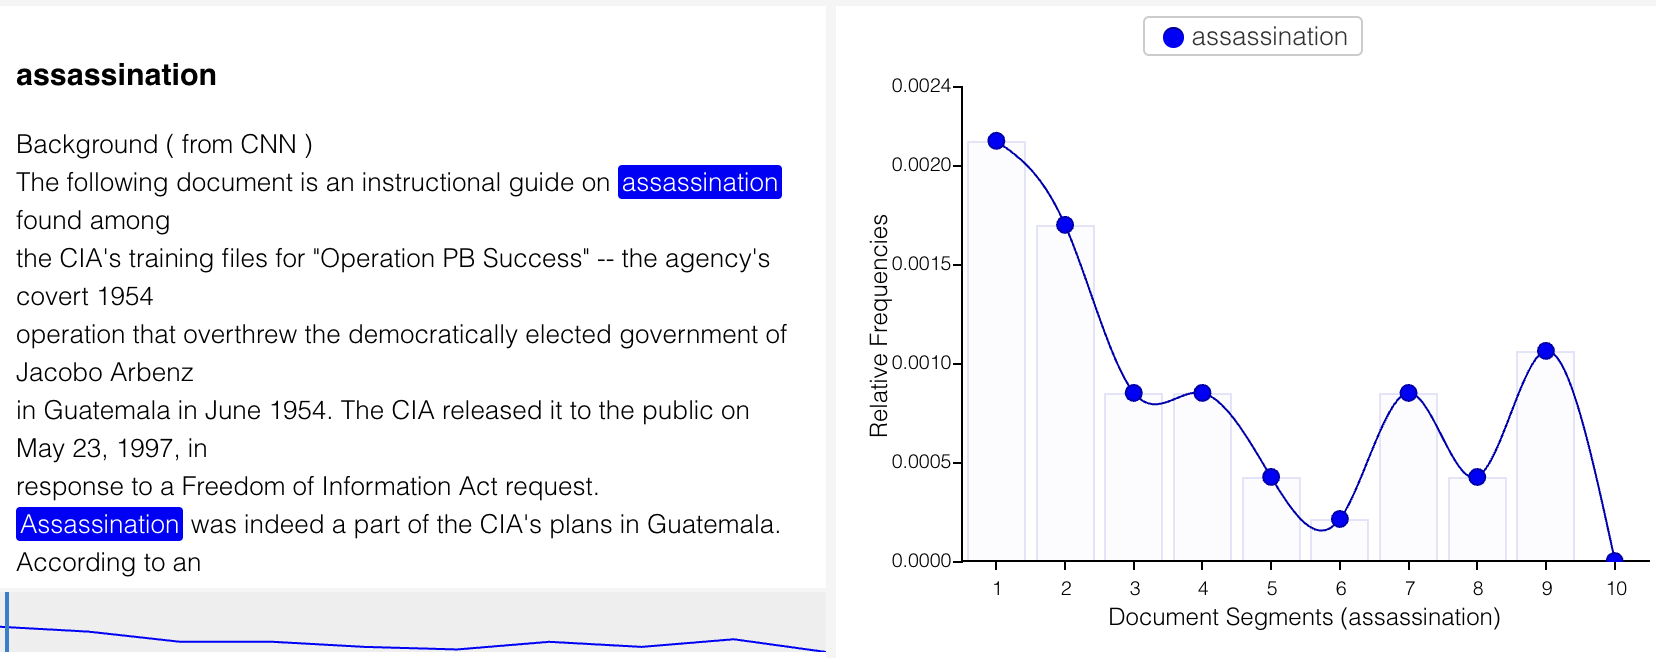 assassination
Background ( from CNN )
The following document is an instructional guide on assassination
found among
the CIA's training files for "Operation PB Success" -- the agency's
covert 1954
operation that overthrew the democratically elected government of
Jacobo Arbenz
in Guatemala in June 1954. The CIA released it to the public on
May 23, 1997, in
response to a Freedom of Information Act request.
Assassination was indeed a part of the CIA's plans in Guatemala.
According to an
assassination
Relative Frequencies
0.0024
0.0020
0.0015
0.0010
0.0005
0.0000
1 2 3 4 5 6 7 8 9 10
Document Segments (assassination)